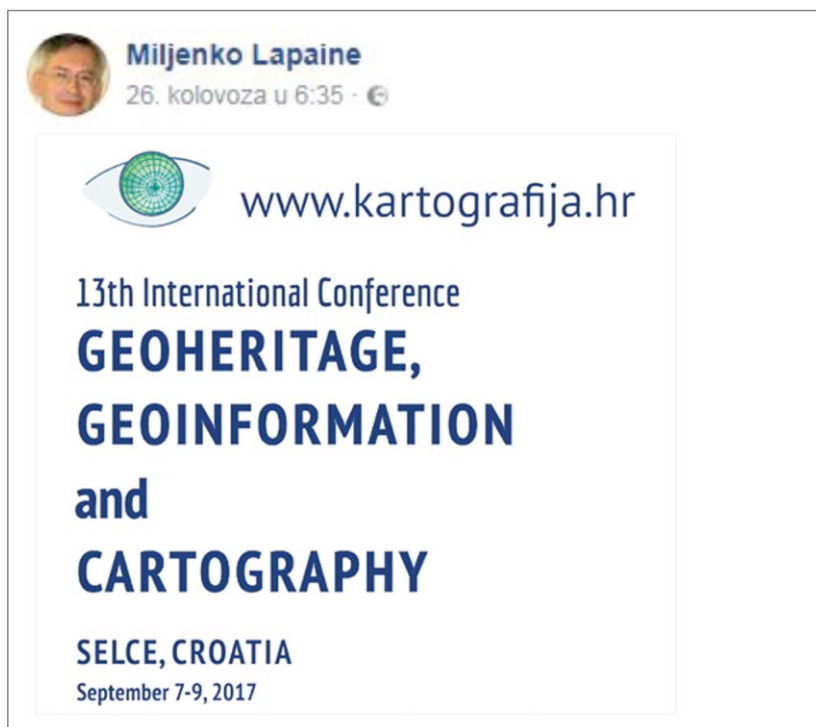 Miljenko Lapaine
26. kolovoza u 6:35 ·
www.kartografija.hr
13th International Conference
GEOHERITAGE,
GEOINFORMATION
and
CARTOGRAPHY
SELCE, CROATIA
September 7-9, 2017